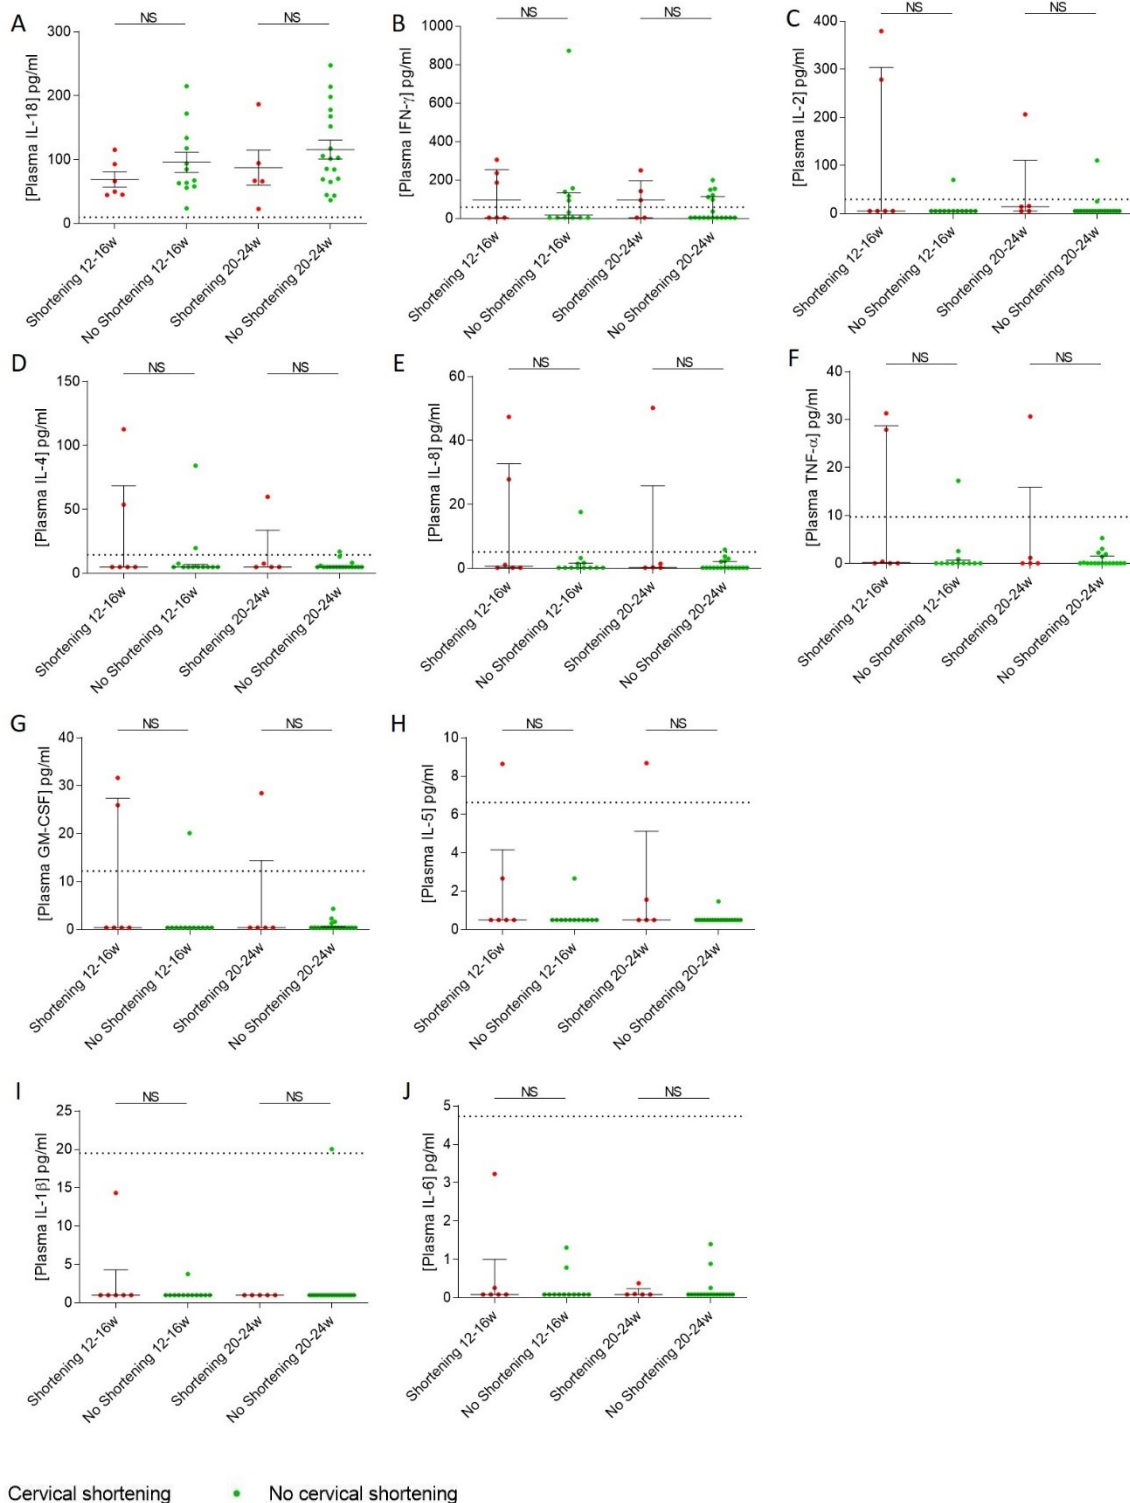 A
NS
NS
[Plasma IL-18] pg/ml
300
200
100
0
Shortening 12-16w
No Shortening 12-16w
Shortening 20-24w
No Shortening 20-24w
B
NS
NS
[Plasma IFN-γ] pg/ml
1000
800
600
400
200
0
Shortening 12-16w
No Shortening 12-16w
Shortening 20-24w
No Shortening 20-24w
C
NS
NS
[Plasma IL-2] pg/ml
400
300
200
100
0
Shortening 12-16w
No Shortening 12-16w
Shortening 20-24w
No Shortening 20-24w
D
NS
NS
[Plasma IL-4] pg/ml
150
100
50
0
Shortening 12-16w
No Shortening 12-16w
Shortening 20-24w
No Shortening 20-24w
E
NS
NS
[Plasma IL-8] pg/ml
60
40
20
0
Shortening 12-16w
No Shortening 12-16w
Shortening 20-24w
No Shortening 20-24w
F
NS
NS
[Plasma TNF-α] pg/ml
40
30
20
10
0
Shortening 12-16w
No Shortening 12-16w
Shortening 20-24w
No Shortening 20-24w
G
NS
NS
[Plasma GM-CSF] pg/ml
40
30
20
10
0
Shortening 12-16w
No Shortening 12-16w
Shortening 20-24w
No Shortening 20-24w
H
NS
NS
[Plasma IL-5] pg/ml
10
8
6
4
2
0
Shortening 12-16w
No Shortening 12-16w
Shortening 20-24w
No Shortening 20-24w
I
NS
NS
[Plasma IL-1β] pg/ml
25
20
15
10
5
0
Shortening 12-16w
No Shortening 12-16w
Shortening 20-24w
No Shortening 20-24w
J
NS
NS
[Plasma IL-6] pg/ml
5
4
3
2
1
0
Shortening 12-16w
No Shortening 12-16w
Shortening 20-24w
No Shortening 20-24w
Cervical shortening
No cervical shortening